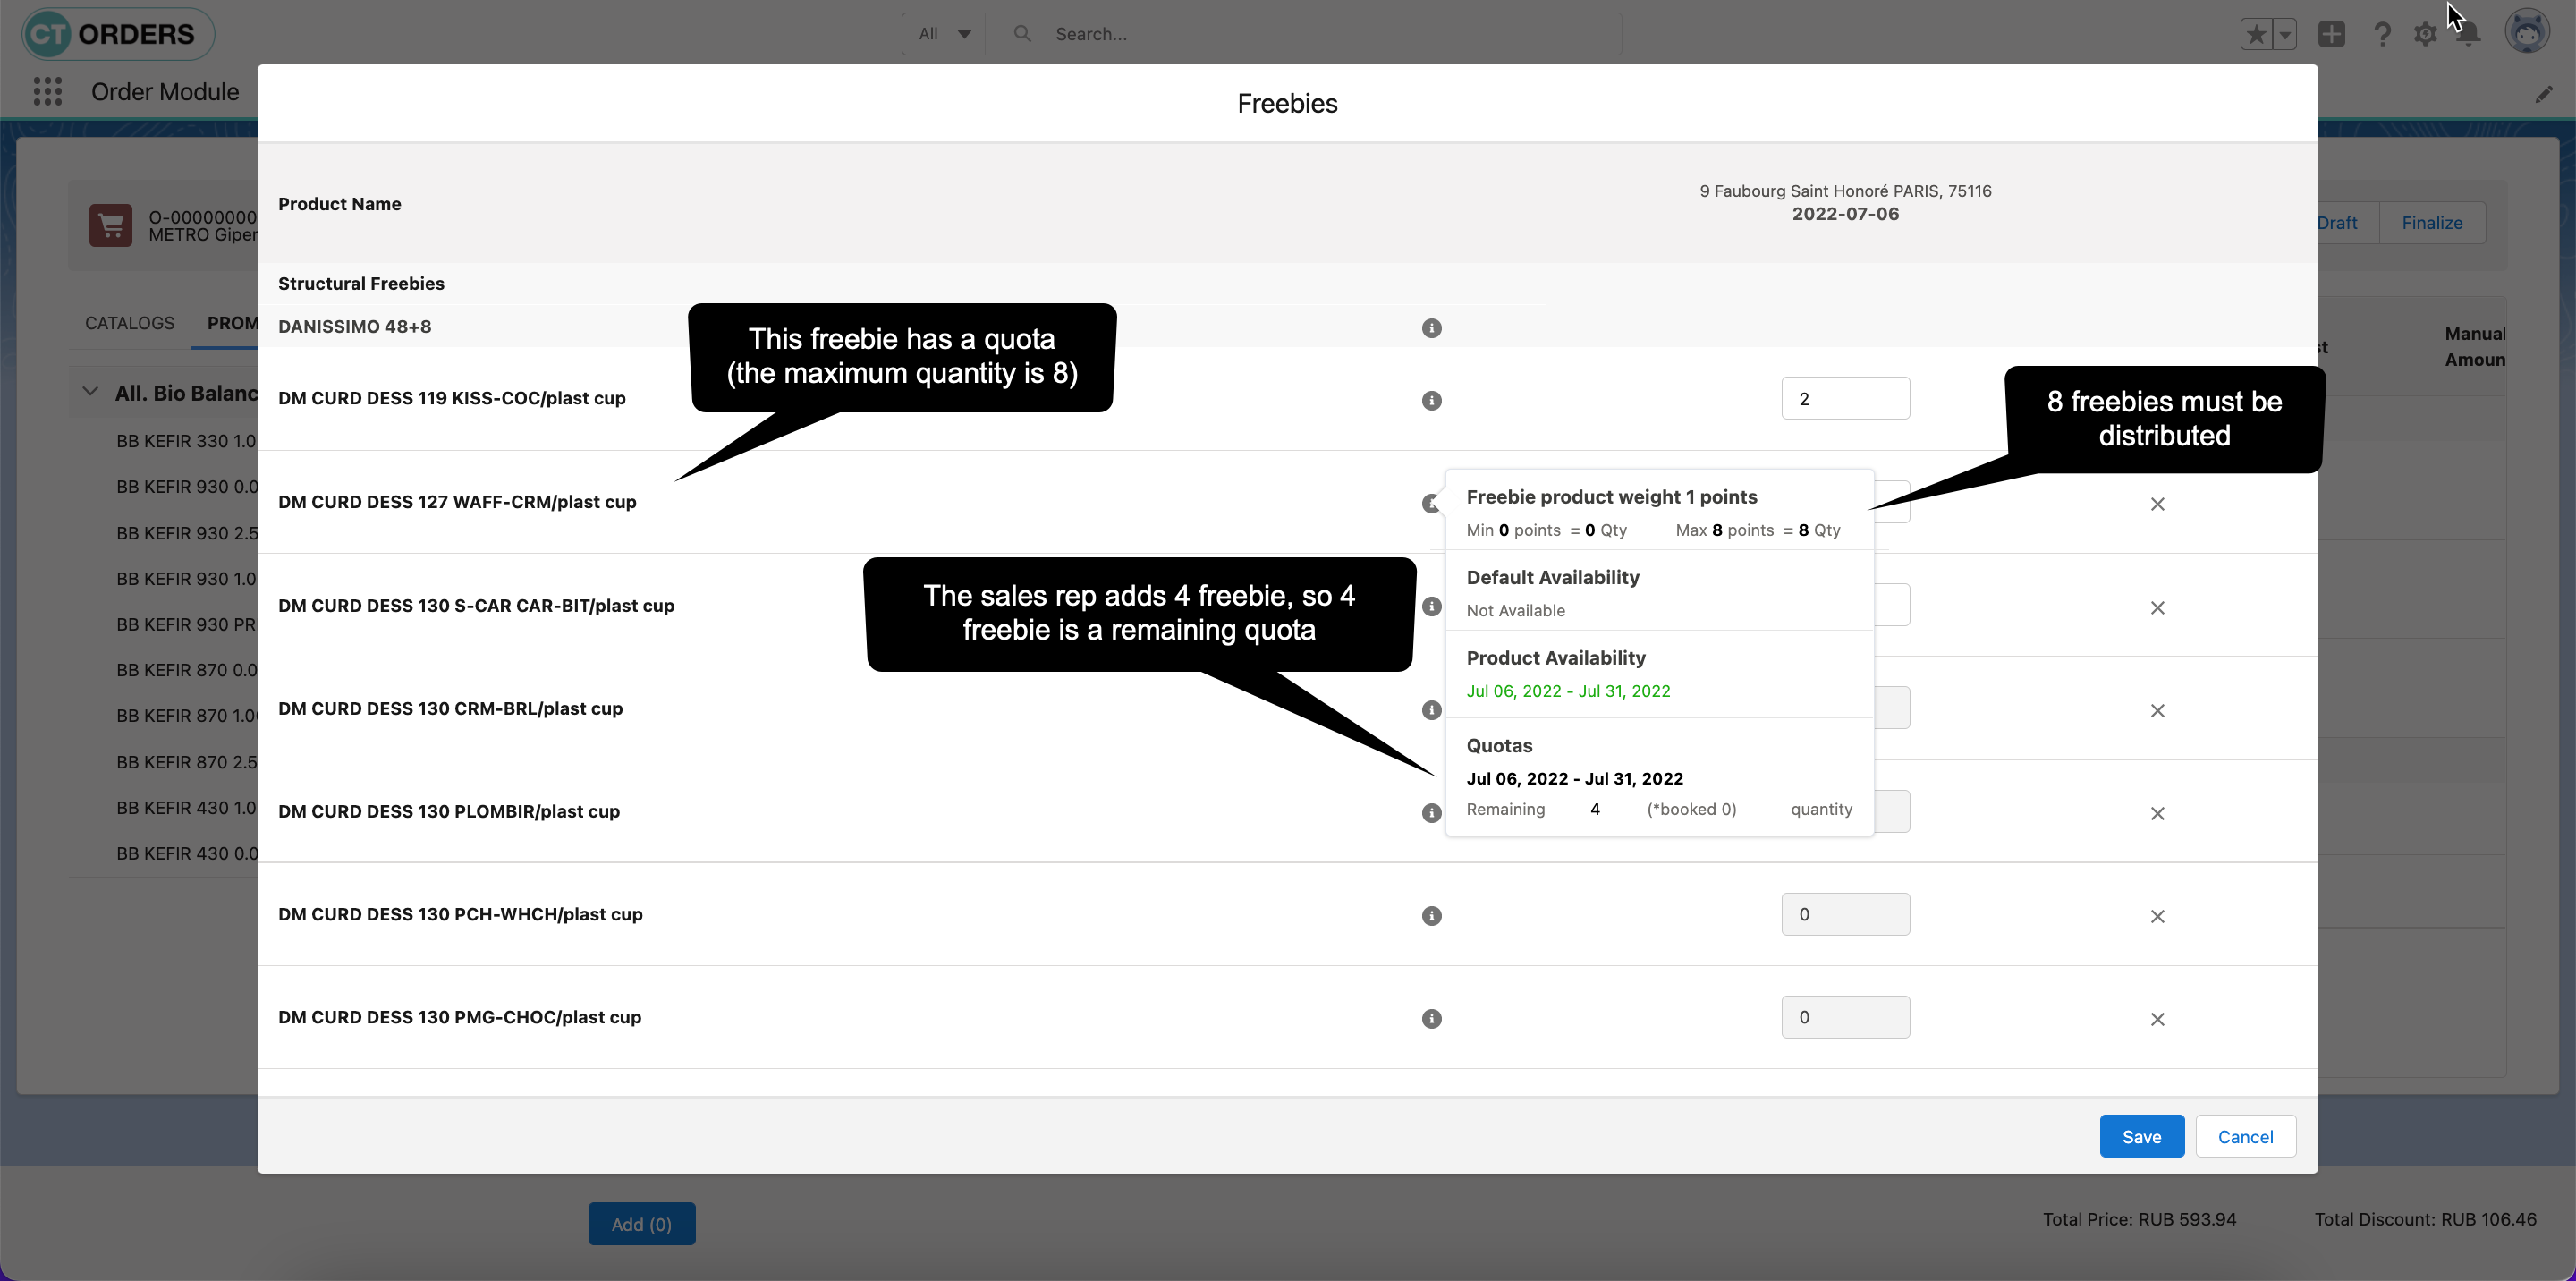 CT ORDERS
All
Search...
Order Module
Freebies
Product Name
9 Faubourg Saint Honoré PARIS, 75116
2022-07-06
O-00000000
METRO Giper
Draft
Finalize
Structural Freebies
CATALOGS
PROM
DANISSIMO 48+8
This freebie has a quota
(the maximum quantity is 8)
Manual
Amoun
All. Bio Balanc
DM CURD DESS 119 KISS-COC/plast cup
2
8 freebies must be
distributed
BB KEFIR 330 1.0
BB KEFIR 930 0.0
DM CURD DESS 127 WAFF-CRM/plast cup
Freebie product weight 1 points
Min 0 points = 0 Qty
Max 8 points = 8 Qty
BB KEFIR 930 2.5
BB KEFIR 930 1.0
Default Availability
Not Available
The sales rep adds 4 freebie, so 4
freebie is a remaining quota
DM CURD DESS 130 S-CAR CAR-BIT/plast cup
BB KEFIR 930 PR
BB KEFIR 870 0.0
Product Availability
Jul 06, 2022 - Jul 31, 2022
DM CURD DESS 130 CRM-BRL/plast cup
BB KEFIR 870 1.0
BB KEFIR 870 2.5
Quotas
Jul 06, 2022 - Jul 31, 2022
Remaining 4 (*booked 0) quantity
BB KEFIR 430 1.0
DM CURD DESS 130 PLOMBIR/plast cup
BB KEFIR 430 0.0
DM CURD DESS 130 PCH-WHCH/plast cup
0
DM CURD DESS 130 PMG-CHOC/plast cup
0
Save
Cancel
Add (0)
Total Price: RUB 593.94
Total Discount: RUB 106.46